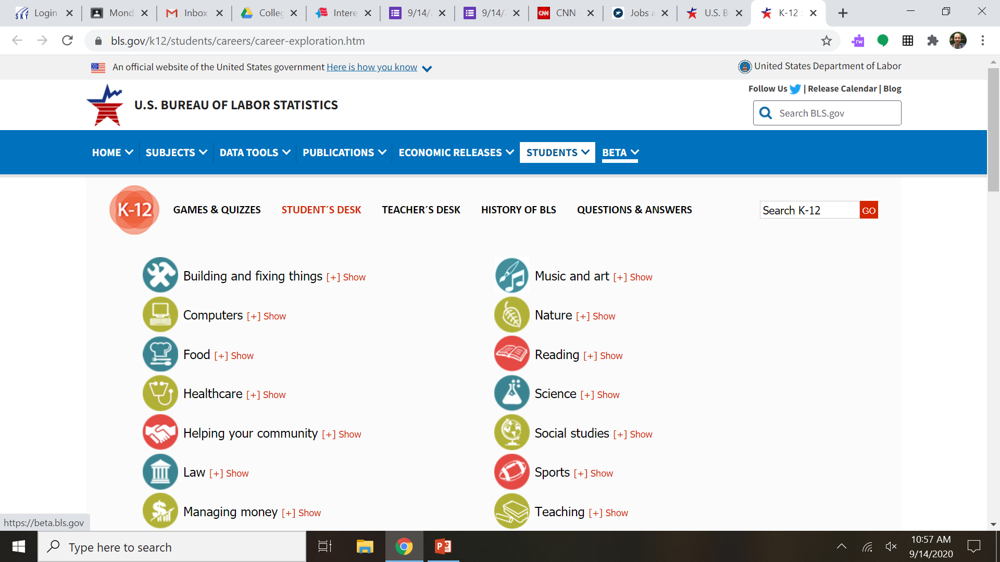 Login
Mond
Inbox
Colleg
Intere
9/14/
9/14/
CNN
Jobs a
U.S. B
K-12
bls.gov/k12/students/careers/career-exploration.htm
rw
An official website of the United States government Here is how you know
United States Department of Labor
Follow Us | Release Calendar | Blog
U.S. BUREAU OF LABOR STATISTICS
Search BLS.gov
HOME SUBJECTS DATA TOOLS PUBLICATIONS ECONOMIC RELEASES STUDENTS BETA
K-12 GAMES & QUIZZES STUDENT´S DESK TEACHER´S DESK HISTORY OF BLS QUESTIONS & ANSWERS Search K-12 GO
Building and fixing things [+] Show
Music and art [+] Show
Computers [+] Show
Nature [+] Show
Food [+] Show
Reading [+] Show
Healthcare [+] Show
Science [+] Show
Helping your community [+] Show
Social studies [+] Show
Law [+] Show
Sports [+] Show
Managing money [+] Show
Teaching [+] Show
https://beta.bls.gov
Type here to search
10:57 AM
9/14/2020